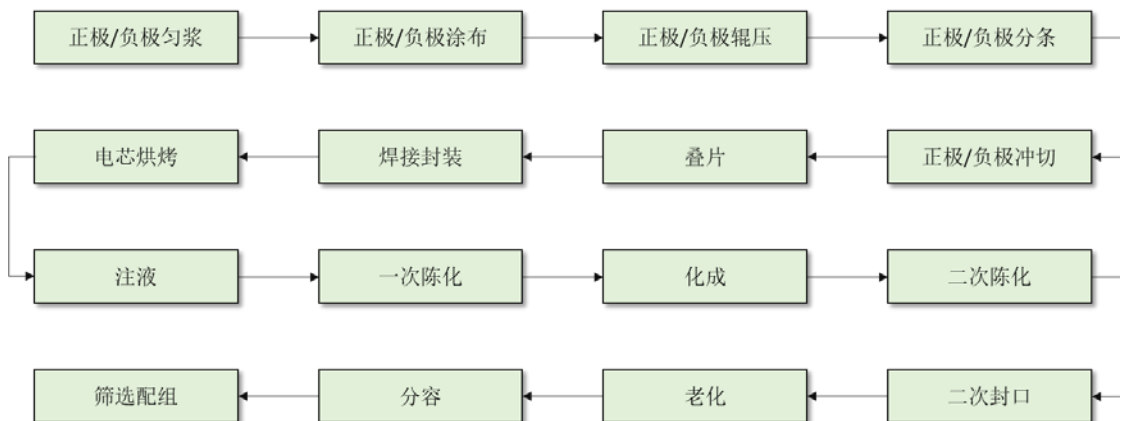 正极/负极匀浆
正极/负极涂布
正极/负极辊压
正极/负极分条
电芯烘烤
焊接封装
叠片
正极/负极冲切
注液
一次陈化
化成
二次陈化
筛选配组
分容
老化
二次封口